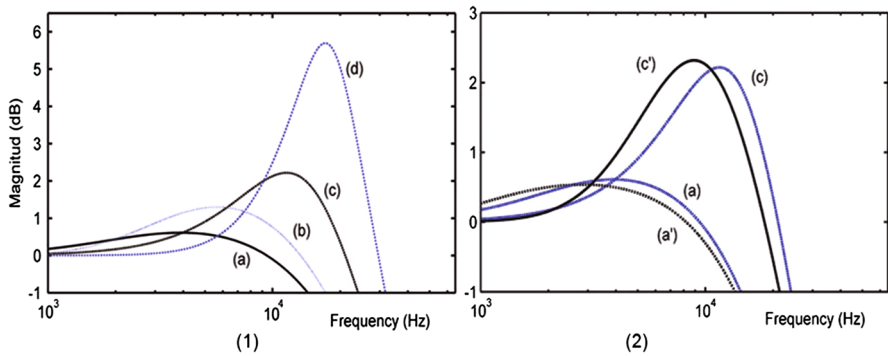 6
5
4
3
2
1
0
-1
Magnitud (dB)
(d)
(c)
(b)
(a)
10³
10⁴
Frequency (Hz)
(1)
3
2
1
0
-1
(c')
(c)
(a)
(a')
10³
10⁴
Frequency (Hz)
(2)